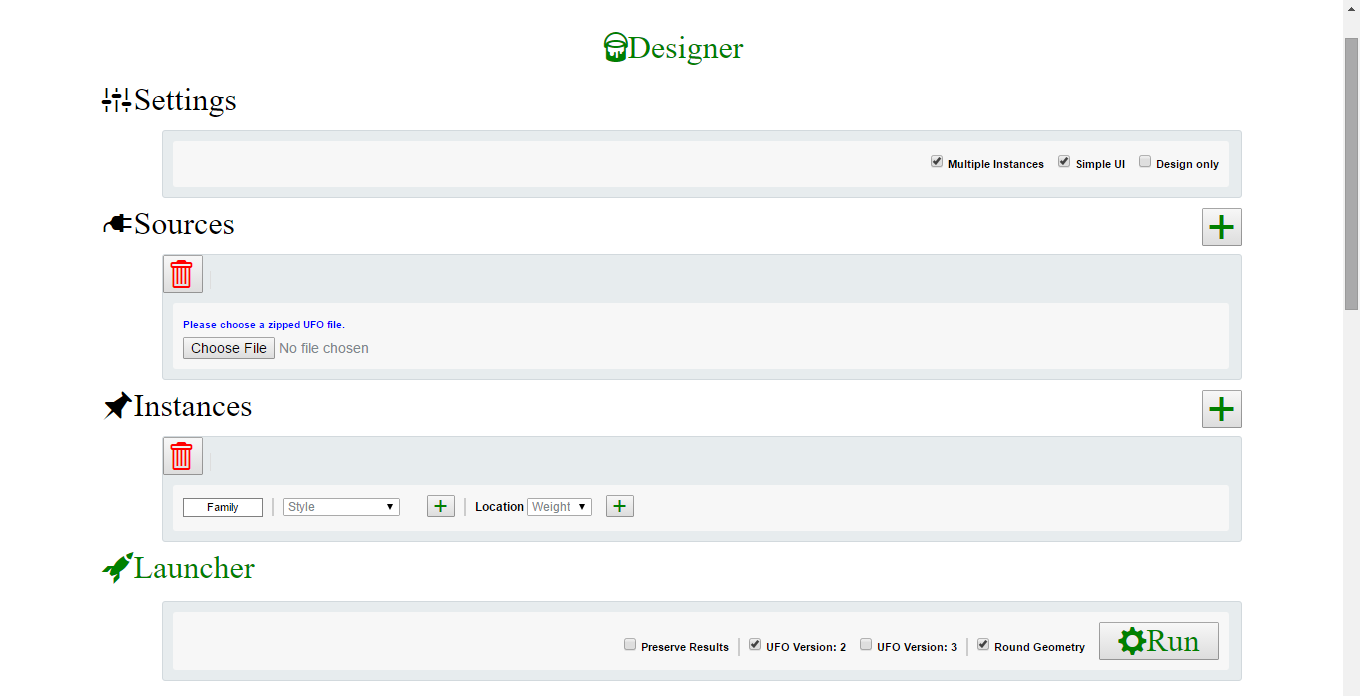 Designer
Settings
Multiple Instances Simple UI Design only
Sources
Please choose a zipped UFO file.
Choose File No file chosen
Instances
Family Style Location Weight
Launcher
Preserve Results UFO Version: 2 UFO Version: 3 Round Geometry Run